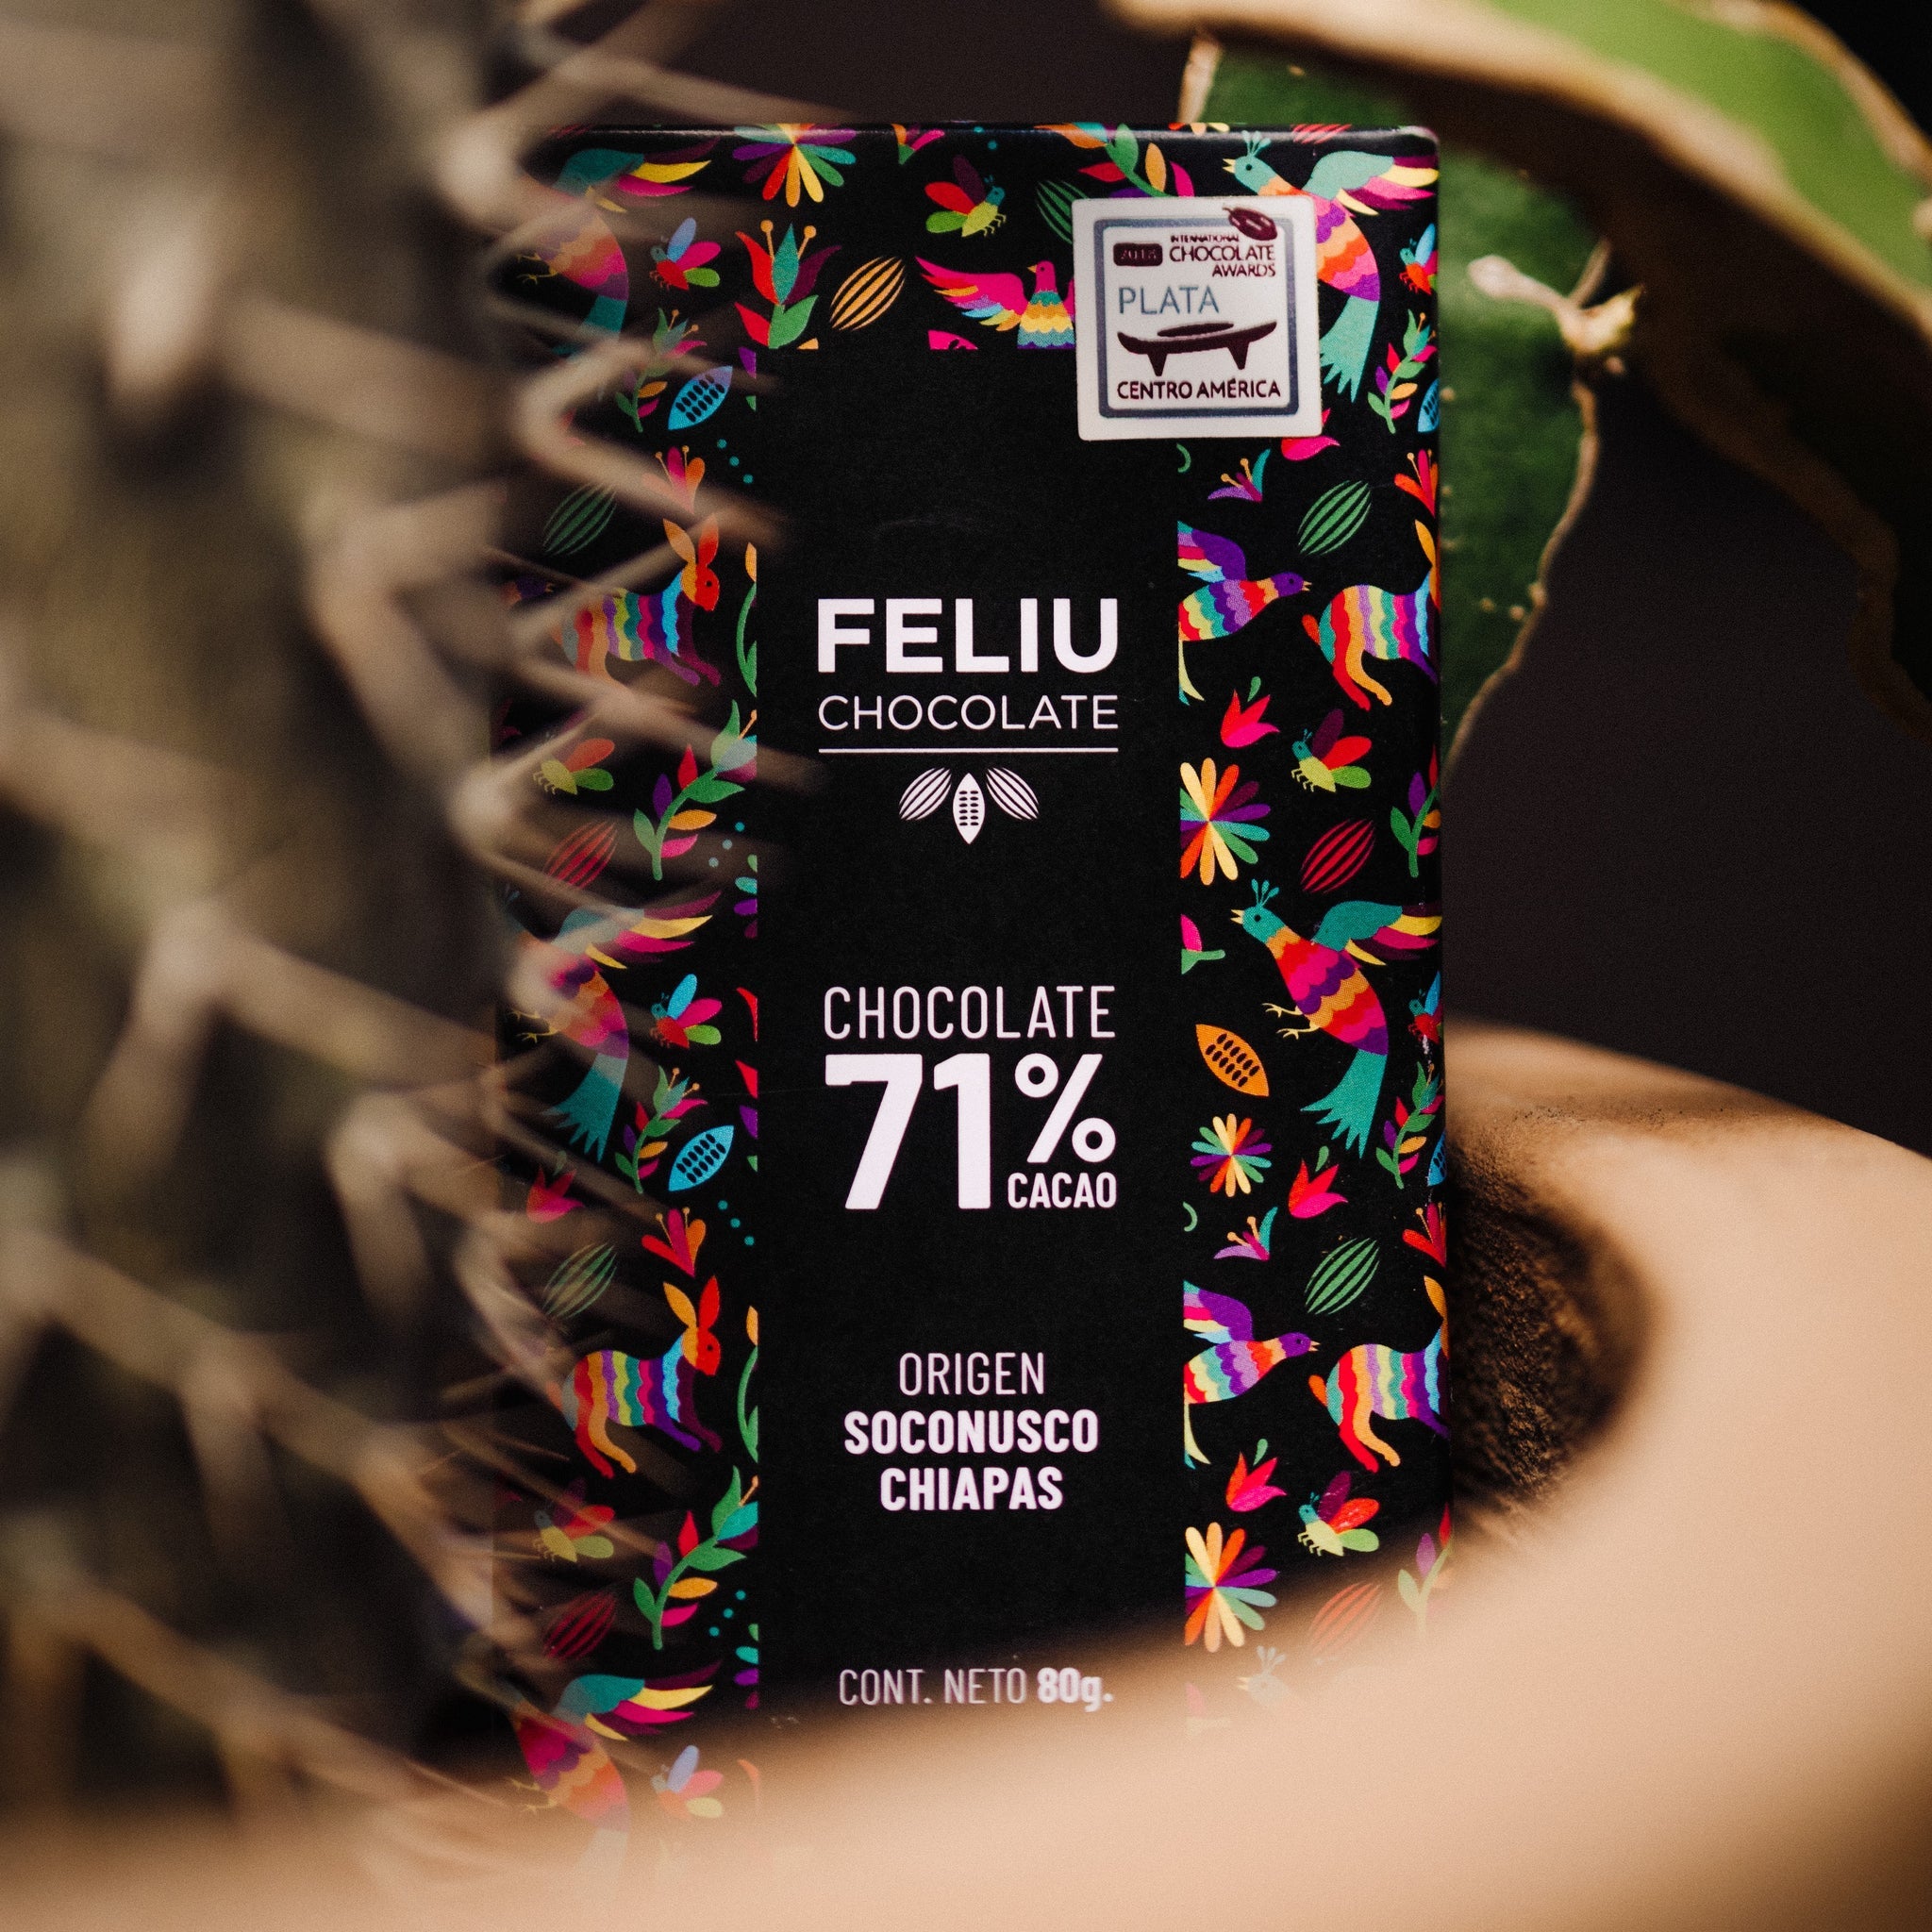 INTERNATIONAL
2018 CHOCOLATE
AWARDS
PLATA
CENTRO AMÉRICA
FELIU
CHOCOLATE
CHOCOLATE
71%
CACAO
ORIGEN
SOCONUSCO
CHIAPAS
CONT. NETO 80g.